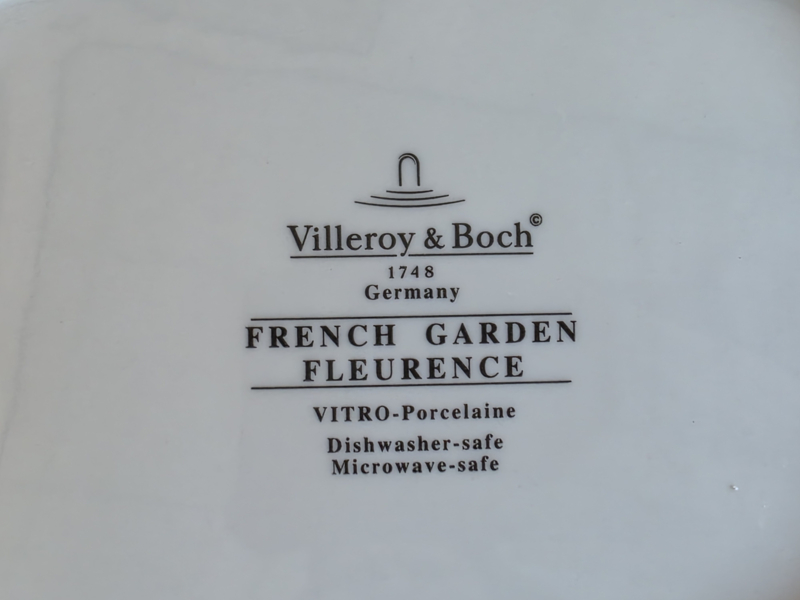 Villeroy & Boch©
1748
Germany
FRENCH GARDEN
FLEURENCE
VITRO-Porcelaine
Dishwasher-safe
Microwave-safe